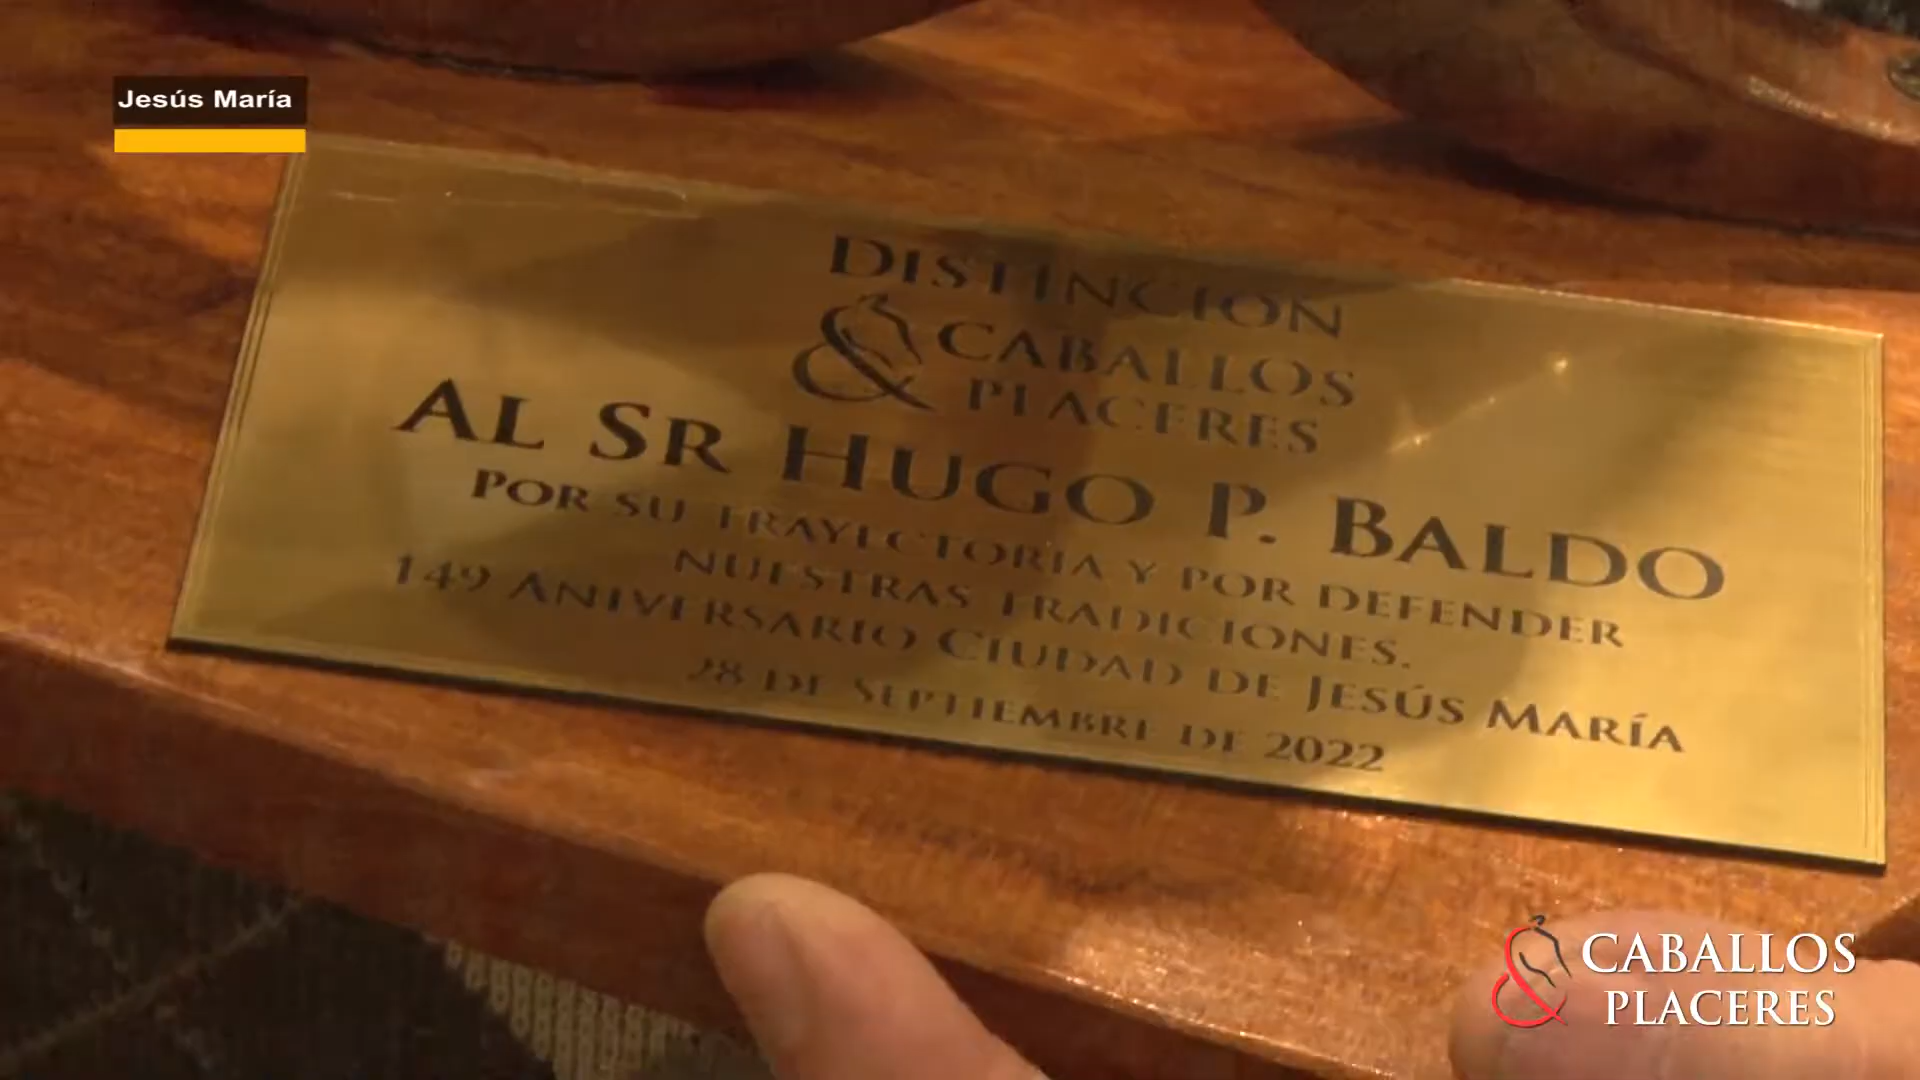 Jesús María
DISTINCION
& CABALLOS
PLACERES
AL SR HUGO P. BALDO
POR SU TRAYECTORIA Y POR DEFENDER
NUESTRAS TRADICIONES.
149 ANIVERSARIO CIUDAD DE JESÚS MARÍA
28 DE SEPTIEMBRE DE 2022
& CABALLOS
PLACERES